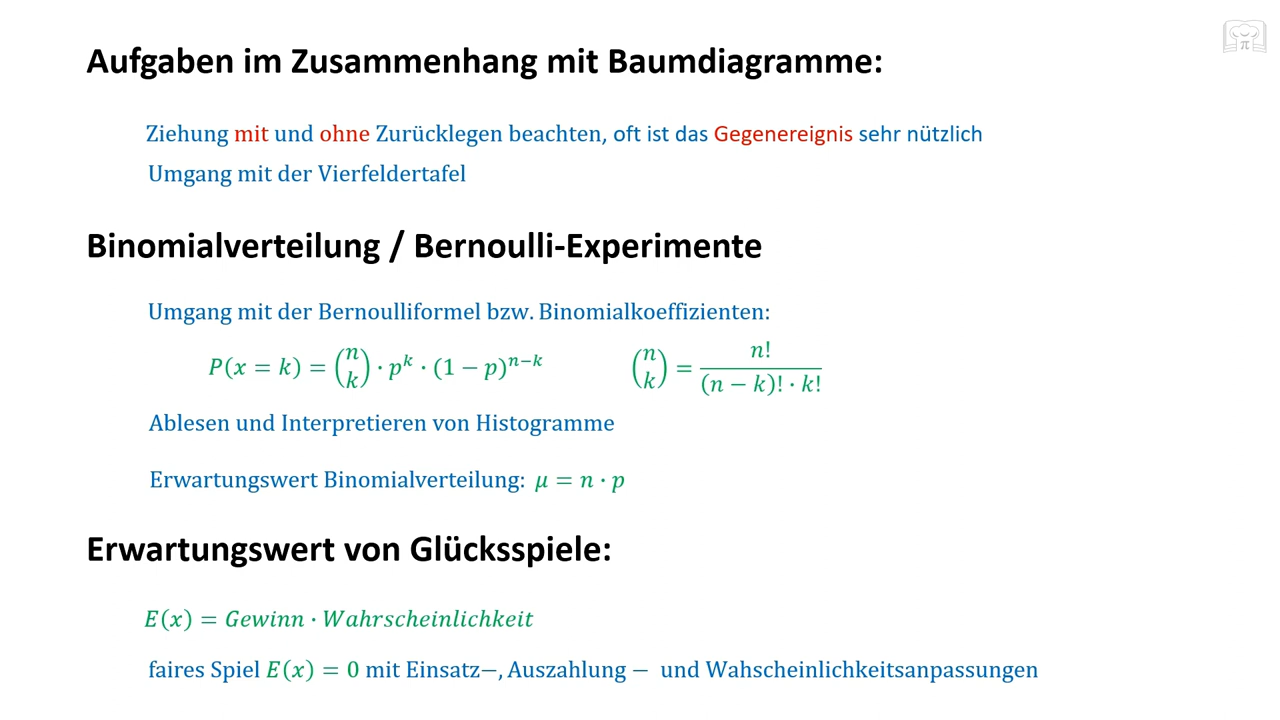 Aufgaben im Zusammenhang mit Baumdiagramme:
Ziehung mit und ohne Zurücklegen beachten, oft ist das Gegenereignis sehr nützlich
Umgang mit der Vierfeldertafel
Binomialverteilung / Bernoulli-Experimente
Umgang mit der Bernoulliformel bzw. Binomialkoeffizienten:
P(x = k) = (n k) · p^k · (1 − p)^{n−k} (n k) = n! / ((n − k)! · k!)
Ablesen und Interpretieren von Histogramme
Erwartungswert Binomialverteilung: μ = n · p
Erwartungswert von Glücksspiele:
E(x) = Gewinn · Wahrscheinlichkeit
faires Spiel E(x) = 0 mit Einsatz−, Auszahlung − und Wahscheinlichkeitsanpassungen